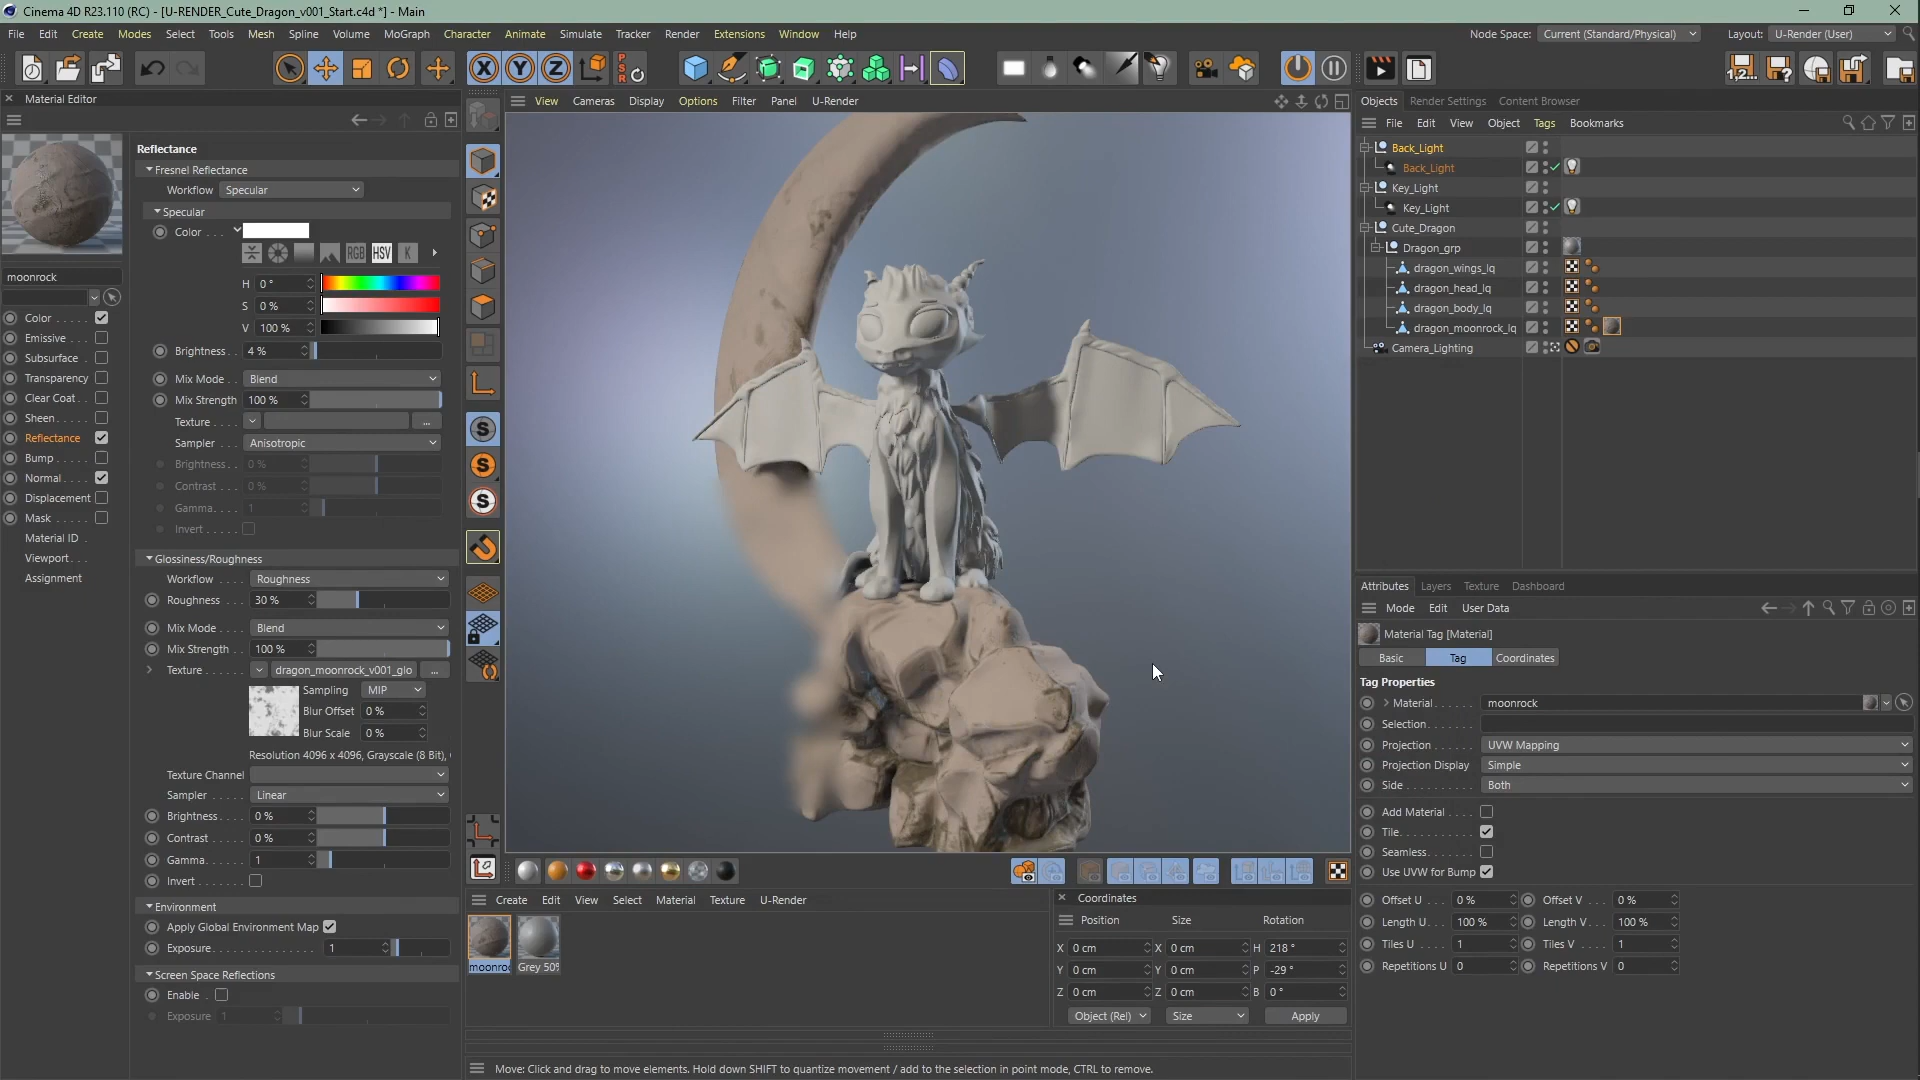 Cinema 4D R23.110 (RC) - [U-RENDER_Cute_Dragon_v001_Start.c4d *] - Main
File Edit Create Modes Select Tools Mesh Spline Volume MoGraph Character Animate Simulate Tracker Render Extensions Window Help
Node Space: Current (Standard/Physical) Layout: U-Render (User)
X Y Z PSR
Material Editor
moonrock
Color
Emissive
Subsurface
Transparency
Clear Coat
Sheen
Reflectance
Bump
Normal
Displacement
Mask
Material ID
Viewport
Assignment
Reflectance
Fresnel Reflectance
Workflow Specular
Specular
Color
RGB HSV K
H 0 °
S 0 %
V 100 %
Brightness 4 %
Mix Mode Blend
Mix Strength 100 %
Texture ...
Sampler Anisotropic
Brightness 0 %
Contrast 0 %
Gamma 1
Invert
Glossiness/Roughness
Workflow Roughness
Roughness 30 %
Mix Mode Blend
Mix Strength 100 %
Texture dragon_moonrock_v001_glo ...
Sampling MIP
Blur Offset 0 %
Blur Scale 0 %
Resolution 4096 x 4096, Grayscale (8 Bit),
Texture Channel
Sampler Linear
Brightness 0 %
Contrast 0 %
Gamma 1
Invert
Environment
Apply Global Environment Map
Exposure 1
Screen Space Reflections
Enable
Exposure 1
View Cameras Display Options Filter Panel U-Render
S
S
S
Create Edit View Select Material Texture U-Render
moonroc Grey 50%
Coordinates
Position Size Rotation
X 0 cm X 0 cm H 218 °
Y 0 cm Y 0 cm P -29 °
Z 0 cm Z 0 cm B 0 °
Object (Rel) Size Apply
Move: Click and drag to move elements. Hold down SHIFT to quantize movement / add to the selection in point mode, CTRL to remove.
Objects Render Settings Content Browser
File Edit View Object Tags Bookmarks
Back_Light
Back_Light
Key_Light
Key_Light
Cute_Dragon
Dragon_grp
dragon_wings_lq
dragon_head_lq
dragon_body_lq
dragon_moonrock_lq
Camera_Lighting
Attributes Layers Texture Dashboard
Mode Edit User Data
Material Tag [Material]
Basic Tag Coordinates
Tag Properties
Material moonrock
Selection
Projection UVW Mapping
Projection Display Simple
Side Both
Add Material
Tile
Seamless
Use UVW for Bump
Offset U 0 % Offset V 0 %
Length U 100 % Length V 100 %
Tiles U 1 Tiles V 1
Repetitions U 0 Repetitions V 0